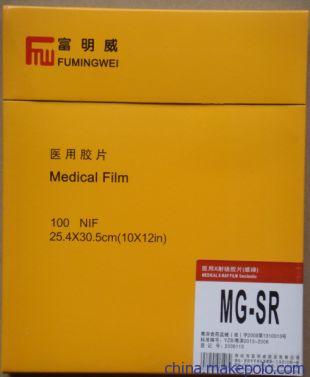 FMW 富明威
FUMINGWEI
医用胶片
Medical Film
100 NIF
25.4X30.5cm(10X12in)
医用X射线胶片(感绿)
MEDICAL X-RAY FILM
MG-SR
china.makepolo.com